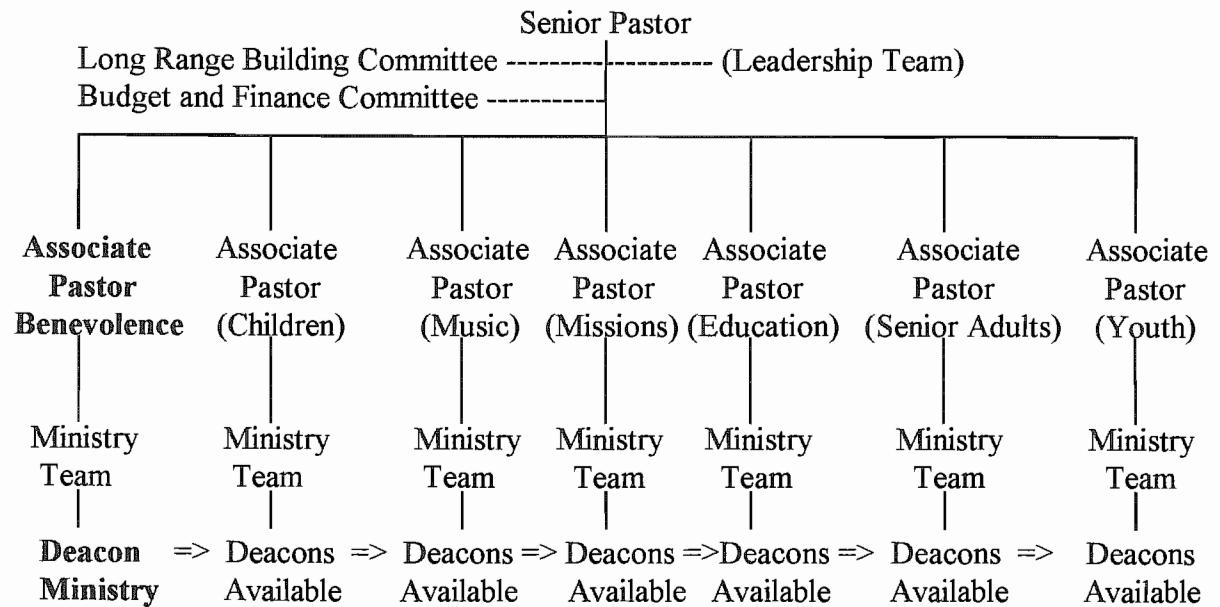 Senior Pastor
Long Range Building Committee ---------------------- (Leadership Team)
Budget and Finance Committee ------------
Associate Associate Associate Associate Associate Associate Associate
Pastor Pastor Pastor Pastor Pastor Pastor Pastor
Benevolence (Children) (Music) (Missions) (Education) (Senior Adults) (Youth)
Ministry Ministry Ministry Ministry Ministry Ministry Ministry
Team Team Team Team Team Team Team
Deacon => Deacons => Deacons => Deacons => Deacons => Deacons => Deacons
Ministry Available Available Available Available Available Available